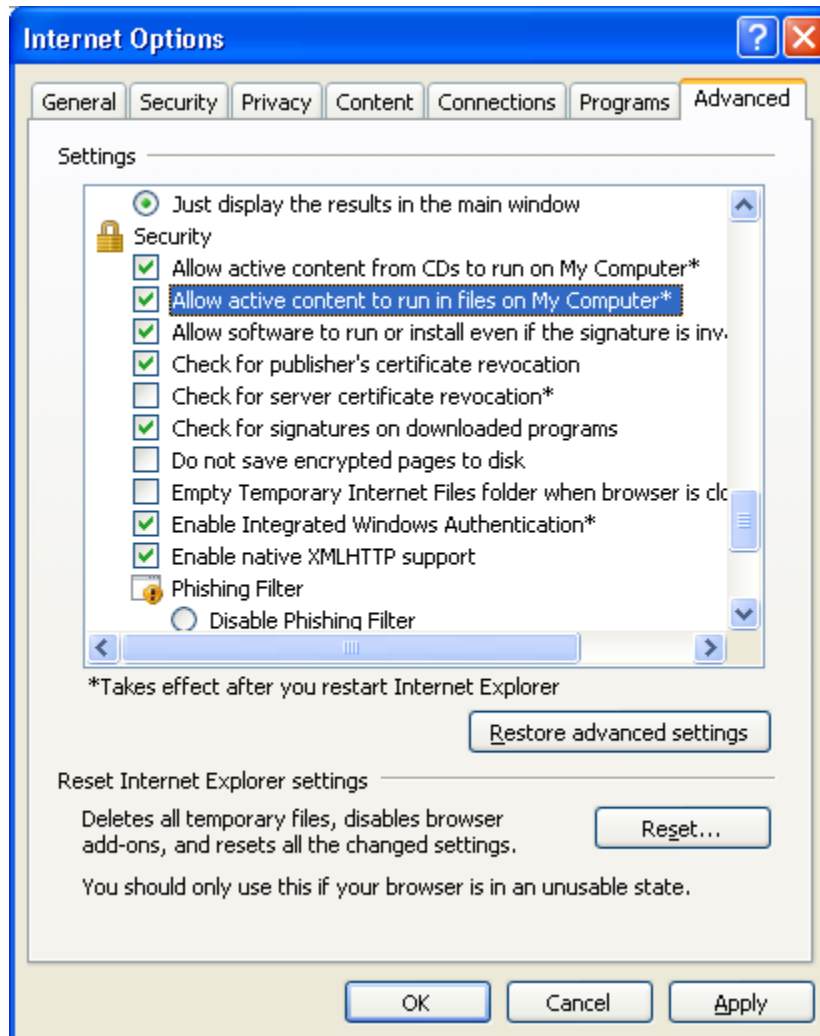 Internet Options
General Security Privacy Content Connections Programs Advanced
Settings
Just display the results in the main window
Security
Allow active content from CDs to run on My Computer*
Allow active content to run in files on My Computer*
Allow software to run or install even if the signature is
Check for publisher's certificate revocation
Check for server certificate revocation*
Check for signatures on downloaded programs
Do not save encrypted pages to disk
Empty Temporary Internet Files folder when browser is
Enable Integrated Windows Authentication*
Enable native XMLHTTP support
Phishing Filter
Disable Phishing Filter
*Takes effect after you restart Internet Explorer
Restore advanced settings
Reset Internet Explorer settings
Deletes all temporary files, disables browser
add-ons, and resets all the changed settings.
Reset...
You should only use this if your browser is in an unusable state.
OK Cancel Apply